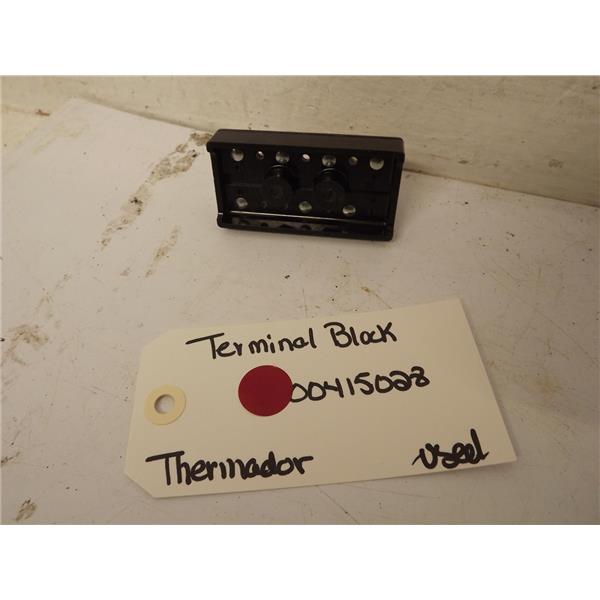 Terminal Block
00415028
Thermador used